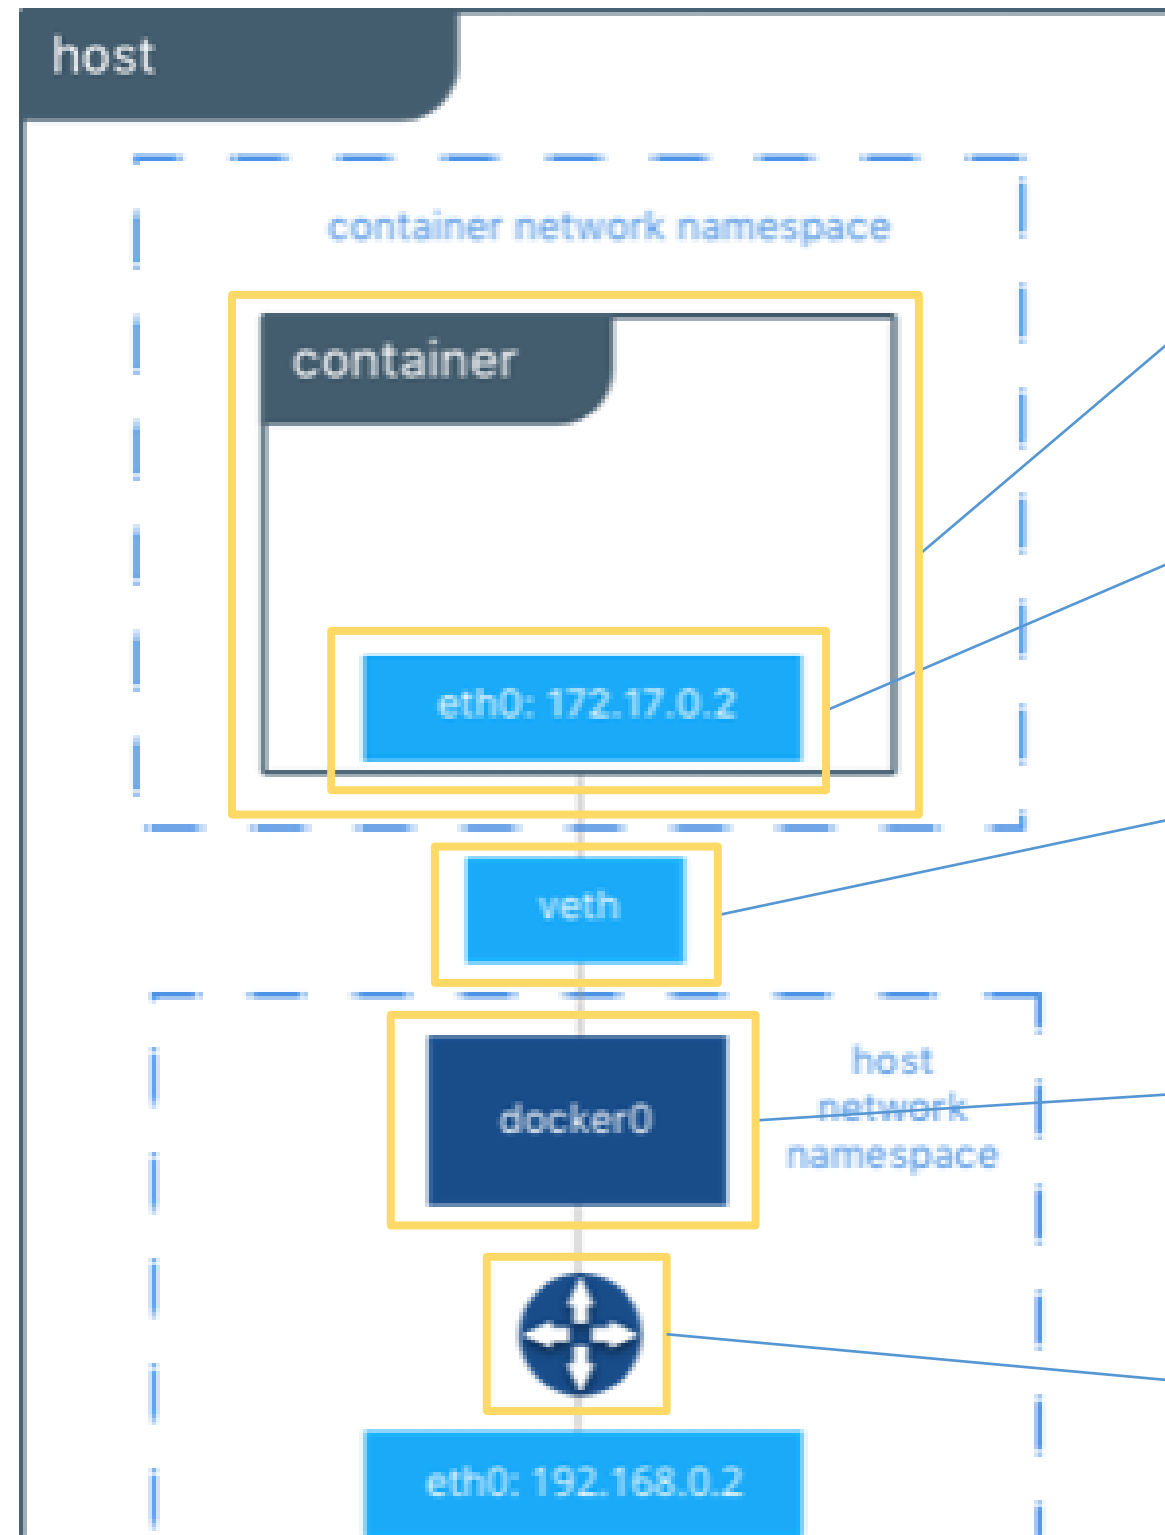 host
container network namespace
container
eth0: 172.17.0.2
veth
docker0
host
network
namespace
eth0: 192.168.0.2